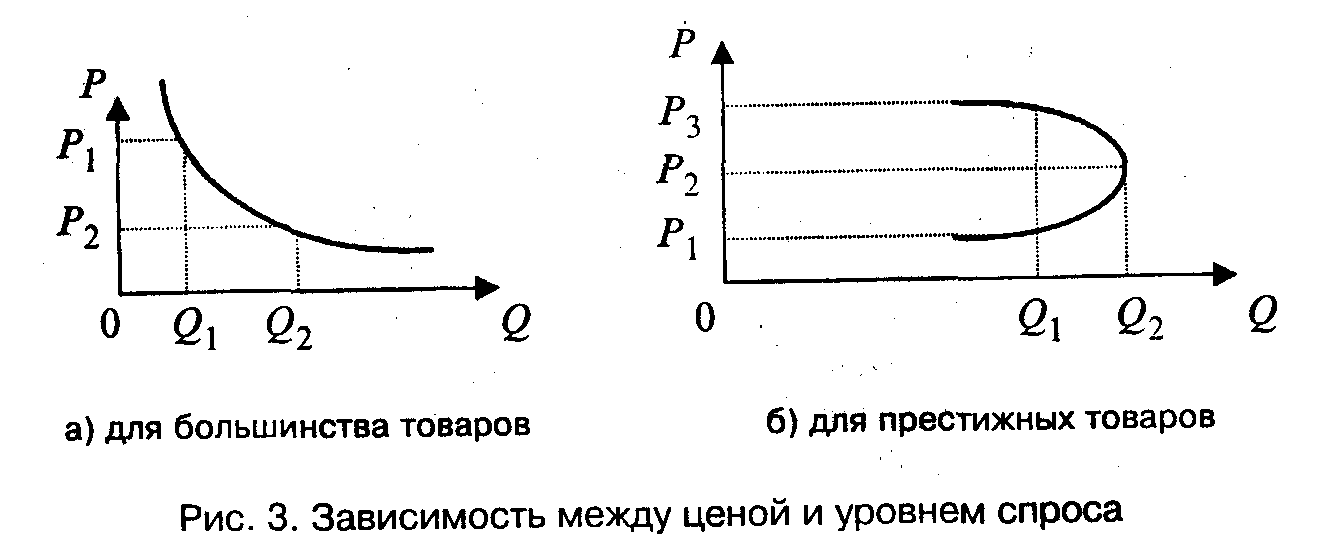 P
P₁
P₂
0 Q₁ Q₂ Q
P
P₃
P₂
P₁
0 Q₁ Q₂ Q
а) для большинства товаров
б) для престижных товаров
Рис. 3. Зависимость между ценой и уровнем спроса